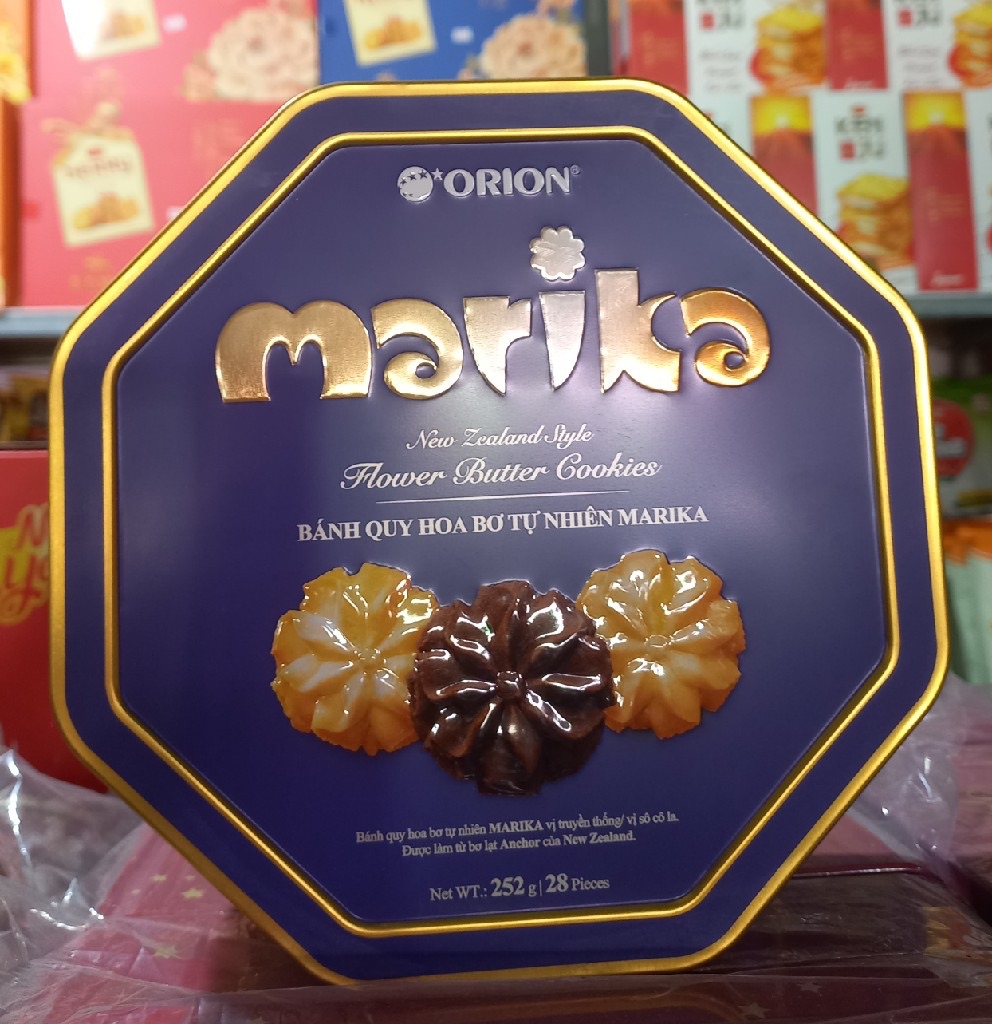 ORION®
marika
New Zealand Style
Flower Butter Cookies
BÁNH QUY HOA BƠ TỰ NHIÊN MARIKA
Bánh quy hoa bơ tự nhiên MARIKA vị truyền thống/ vị sô cô la.
Được làm từ bơ lạt Anchor của New Zealand.
Net WT.: 252 g | 28 Pieces